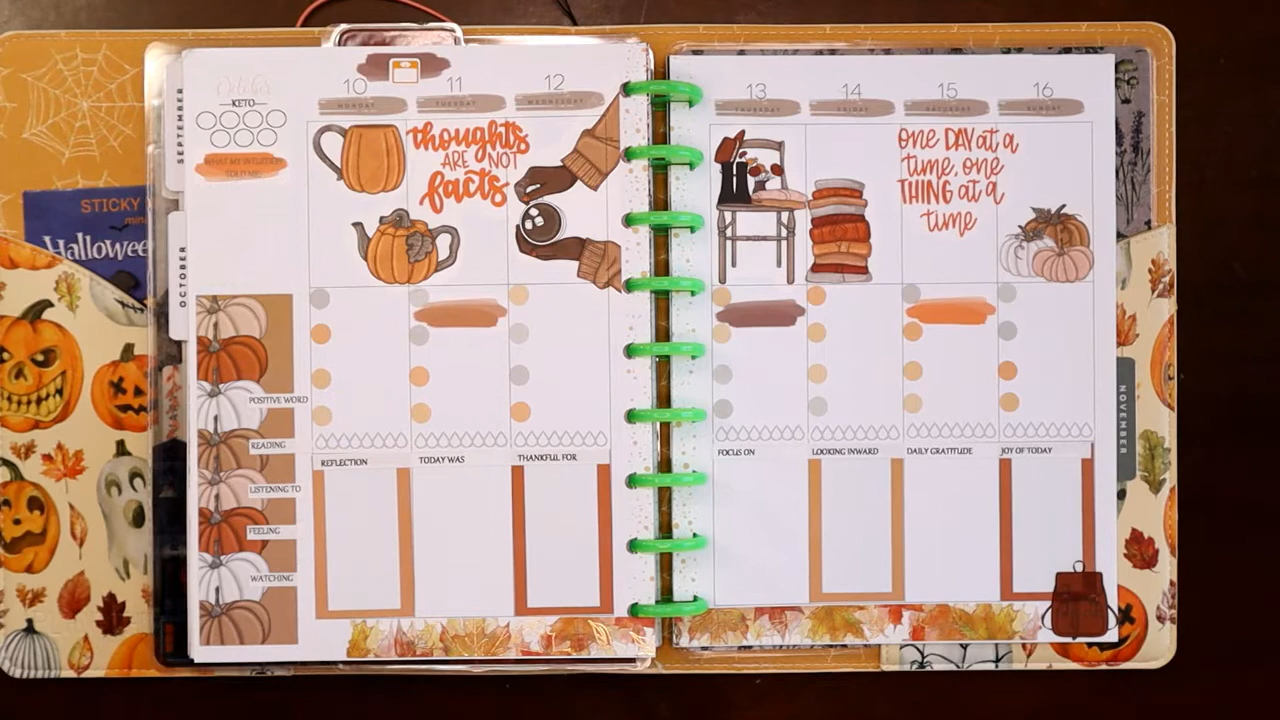 SEPTEMBER
OCTOBER
STICKY
mini
Hallowee
October
KETO
WHAT MY INTUITION
TOLD ME
10
MONDAY
11
TUESDAY
12
WEDNESDAY
thoughts
ARE NOT
facts
POSITIVE WORD
READING
LISTENING TO
FEELING
WATCHING
REFLECTION
TODAY WAS
THANKFUL FOR
13
THURSDAY
14
FRIDAY
15
SATURDAY
16
SUNDAY
one DAY at a
time, one
THING at a
time
FOCUS ON
LOOKING INWARD
DAILY GRATITUDE
JOY OF TODAY
NOVEMBER